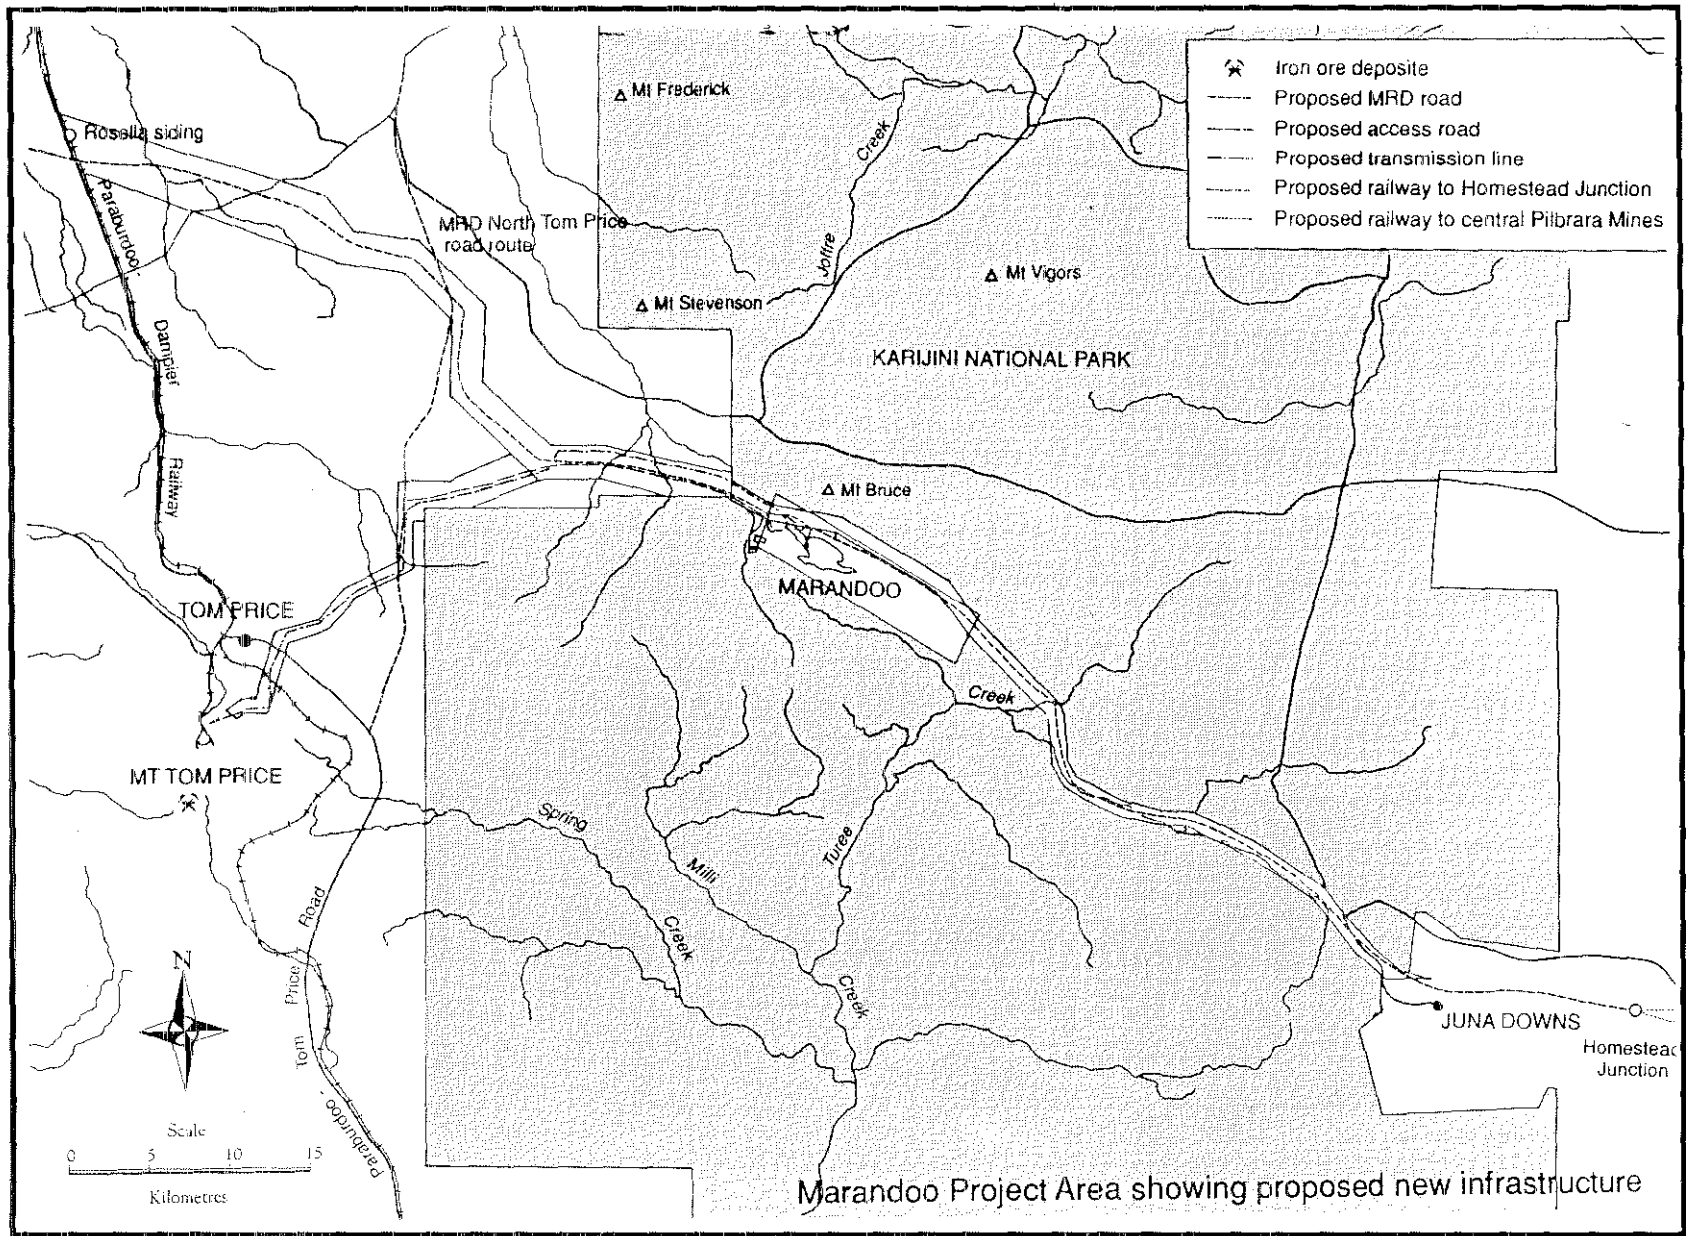 Iron ore deposite
Proposed MRD road
Proposed access road
Proposed transmission line
Proposed railway to Homestead Junction
Proposed railway to central Pilbrara Mines
Mt Frederick
Rosella siding
Creek
Joffre
Paraburdoo
MRD North Tom Price
road route
Mt Vigors
Mt Stevenson
Dampier
KARIJINI NATIONAL PARK
Railway
Mt Bruce
MARANDOO
TOM PRICE
Creek
MT TOM PRICE
Spring
Creek
Turee
Milli
Creek
Paraburdoo - Tom Price Road
N
JUNA DOWNS
Homestead
Junction
Scale
0 5 10 15
Kilometres
Marandoo Project Area showing proposed new infrastructure